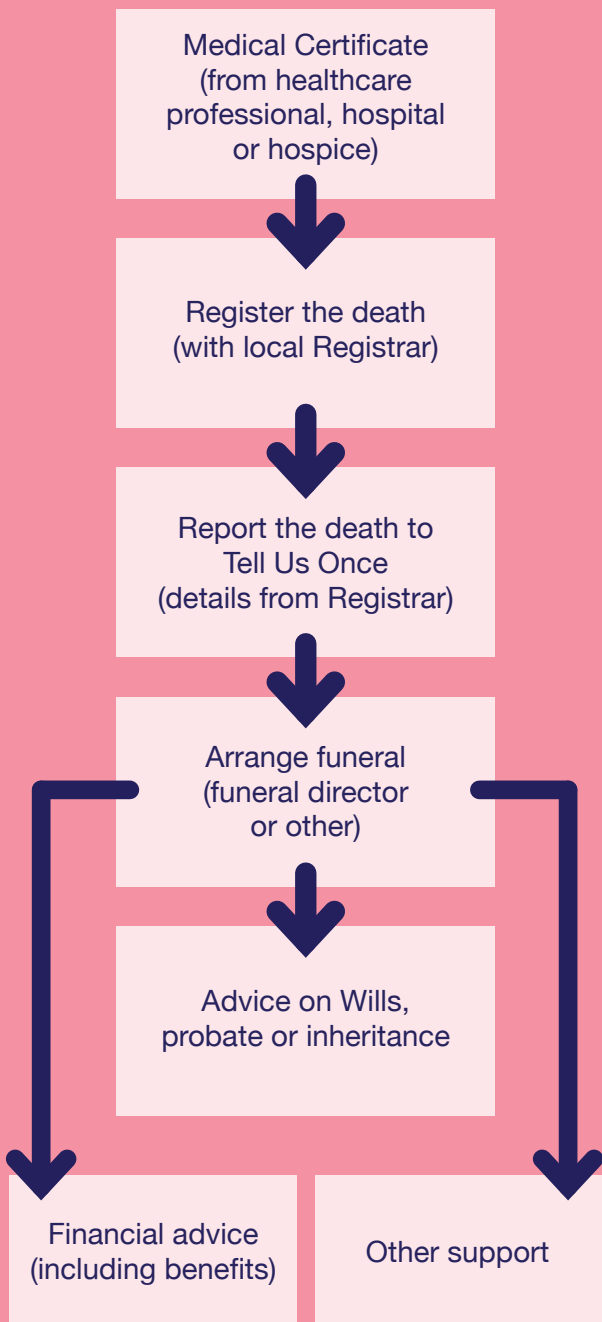 Medical Certificate
(from healthcare
professional, hospital
or hospice)
Register the death
(with local Registrar)
Report the death to
Tell Us Once
(details from Registrar)
Arrange funeral
(funeral director
or other)
Advice on Wills,
probate or inheritance
Financial advice
(including benefits)
Other support